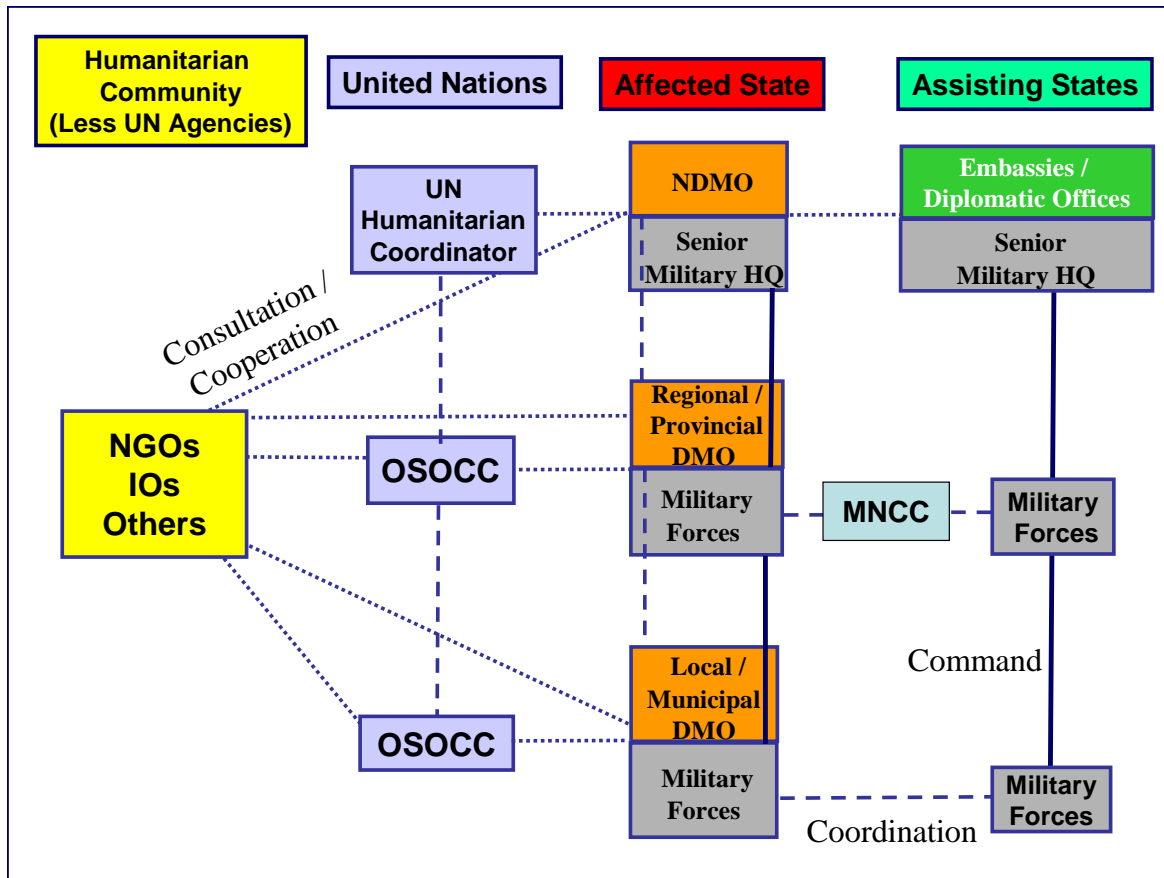 Humanitarian
Community
(Less UN Agencies)
United Nations
Affected State
Assisting States
UN
Humanitarian
Coordinator
NDMO
Senior
Military HQ
Embassies /
Diplomatic Offices
Senior
Military HQ
Consultation /
Cooperation
NGOs
IOs
Others
OSOCC
Regional /
Provincial
DMO
Military
Forces
MNCC
Military
Forces
Command
OSOCC
Local /
Municipal
DMO
Military
Forces
Coordination
Military
Forces